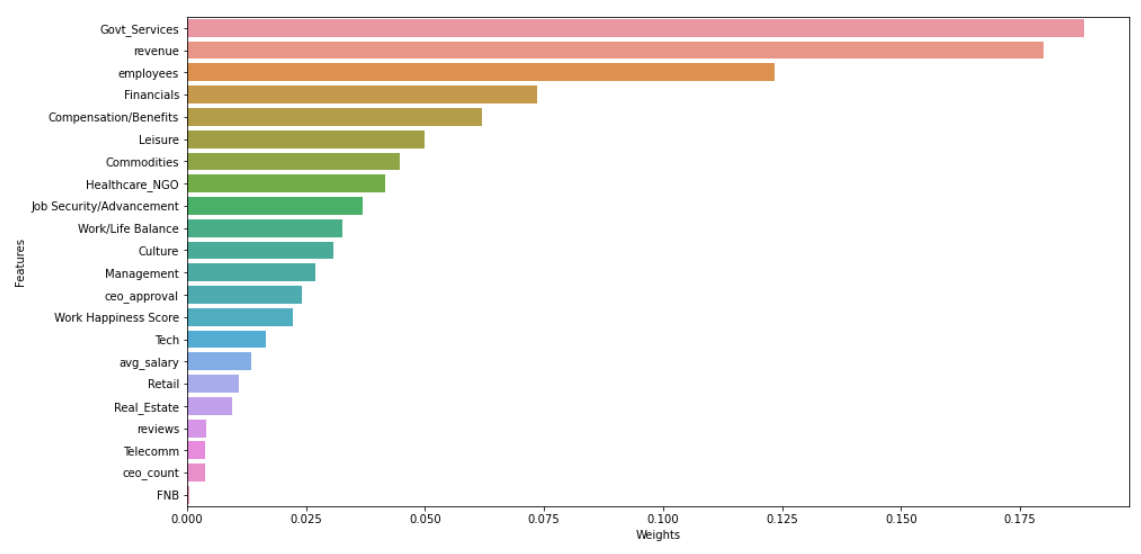 Govt_Services
revenue
employees
Financials
Compensation/Benefits
Leisure
Commodities
Healthcare_NGO
Job Security/Advancement
Work/Life Balance
Culture
Management
ceo_approval
Work Happiness Score
Tech
avg_salary
Retail
Real_Estate
reviews
Telecomm
ceo_count
FNB
Features
0.000 0.025 0.050 0.075 0.100 0.125 0.150 0.175
Weights